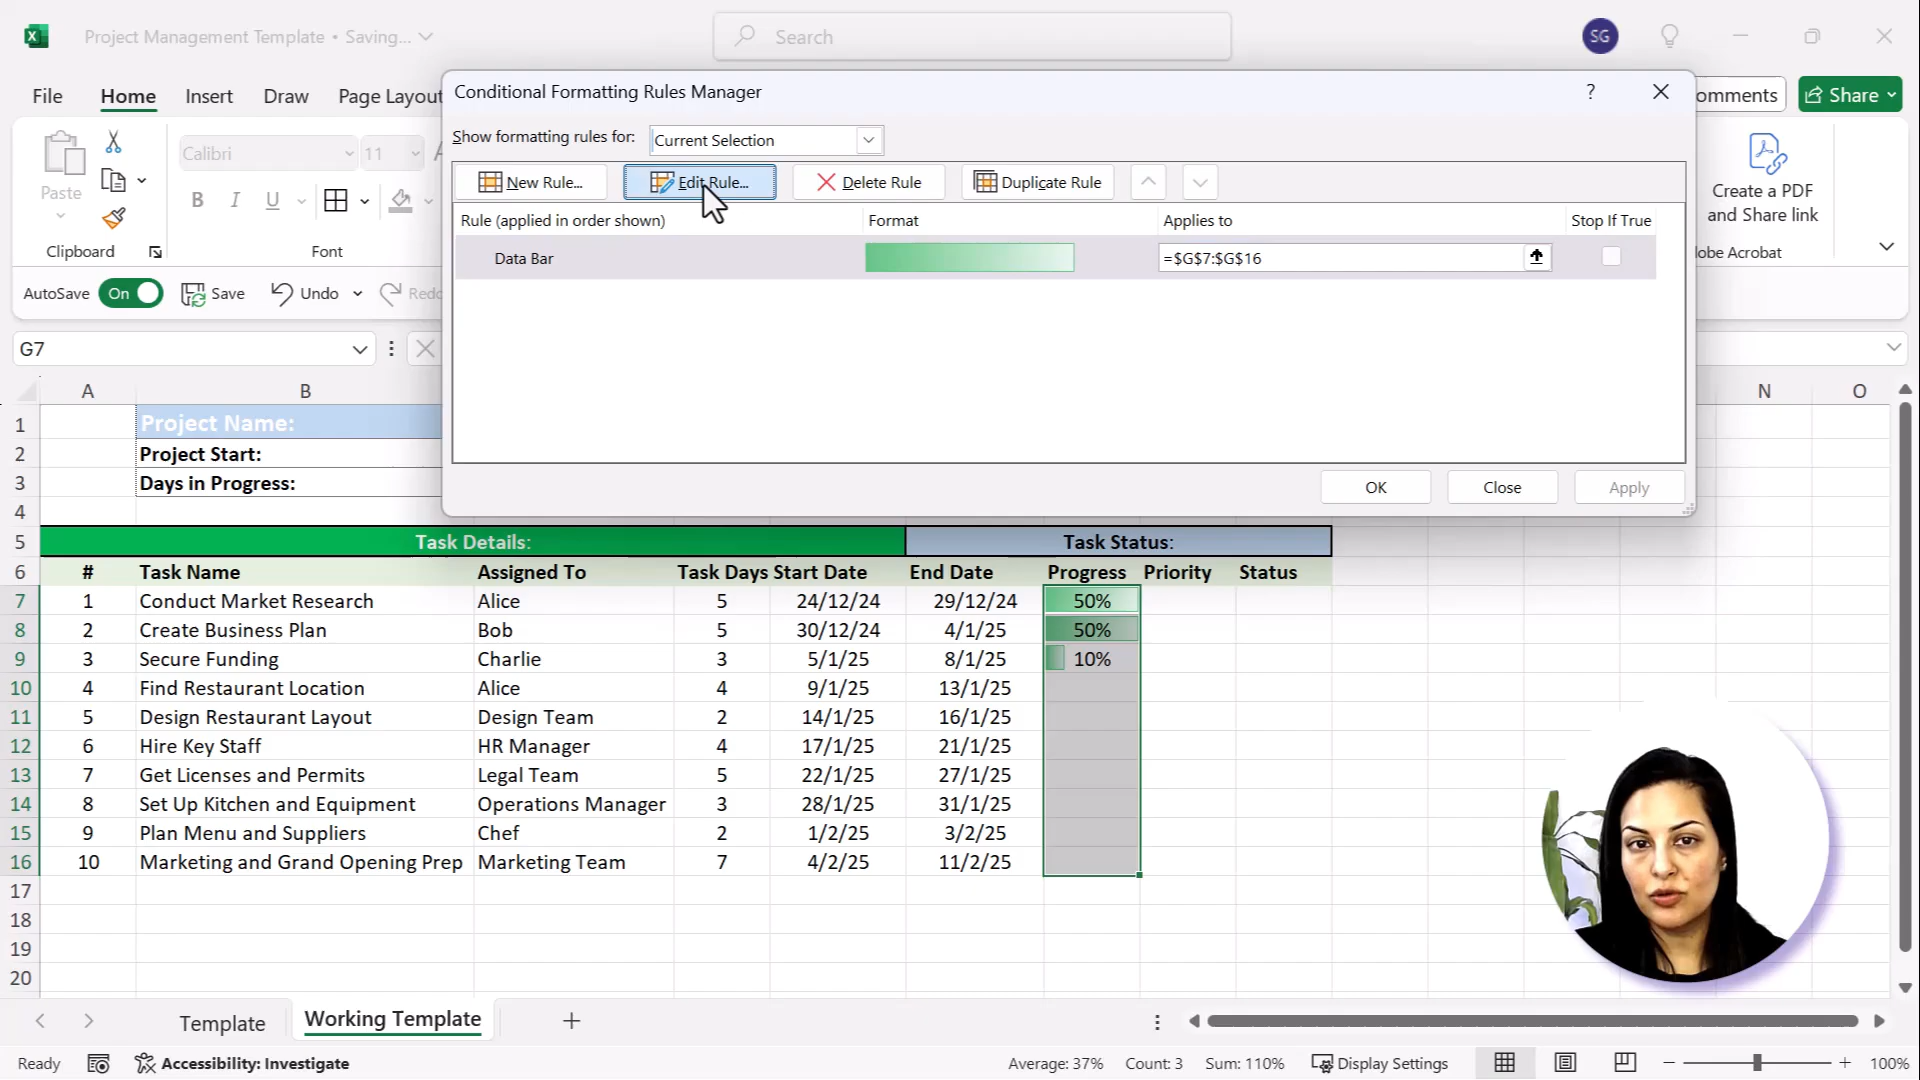 Project Management Template • Saving...
Search
SG
File
Home
Insert
Draw
Page Layout
omments
Share
Conditional Formatting Rules Manager
?
Show formatting rules for:
Current Selection
New Rule...
Edit Rule...
Delete Rule
Duplicate Rule
Rule (applied in order shown)
Format
Applies to
Stop If True
Data Bar
=$G$7:$G$16
OK
Close
Apply
Paste
Clipboard
Calibri
11
A
B
I
U
Font
Create a PDF
and Share link
obe Acrobat
AutoSave
On
Save
Undo
Redo
G7
A
B
N
O
1
Project Name:
2
Project Start:
3
Days in Progress:
4
5
Task Details:
Task Status:
6 # Task Name Assigned To Task Days Start Date End Date Progress Priority Status
7 1 Conduct Market Research Alice 5 24/12/24 29/12/24 50%
8 2 Create Business Plan Bob 5 30/12/24 4/1/25 50%
9 3 Secure Funding Charlie 3 5/1/25 8/1/25 10%
10 4 Find Restaurant Location Alice 4 9/1/25 13/1/25
11 5 Design Restaurant Layout Design Team 2 14/1/25 16/1/25
12 6 Hire Key Staff HR Manager 4 17/1/25 21/1/25
13 7 Get Licenses and Permits Legal Team 5 22/1/25 27/1/25
14 8 Set Up Kitchen and Equipment Operations Manager 3 28/1/25 31/1/25
15 9 Plan Menu and Suppliers Chef 2 1/2/25 3/2/25
16 10 Marketing and Grand Opening Prep Marketing Team 7 4/2/25 11/2/25
17
18
19
20
Template
Working Template
Ready
Accessibility: Investigate
Average: 37%
Count: 3
Sum: 110%
Display Settings
100%